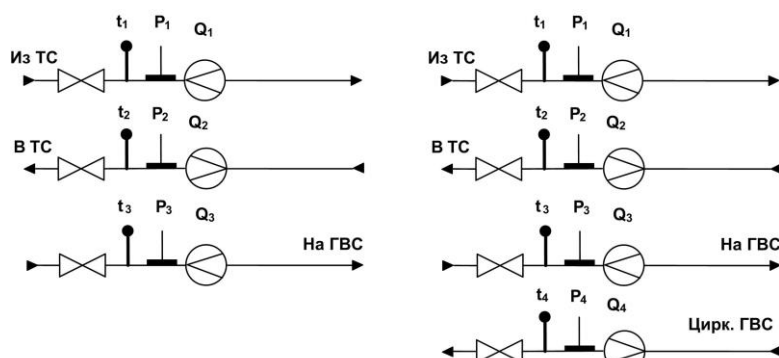 t₁ P₁ Q₁
Из ТС
t₂ P₂ Q₂
В ТС
t₃ P₃ Q₃
На ГВС
t₁ P₁ Q₁
Из ТС
t₂ P₂ Q₂
В ТС
t₃ P₃ Q₃
На ГВС
t₄ P₄ Q₄
Цирк. ГВС